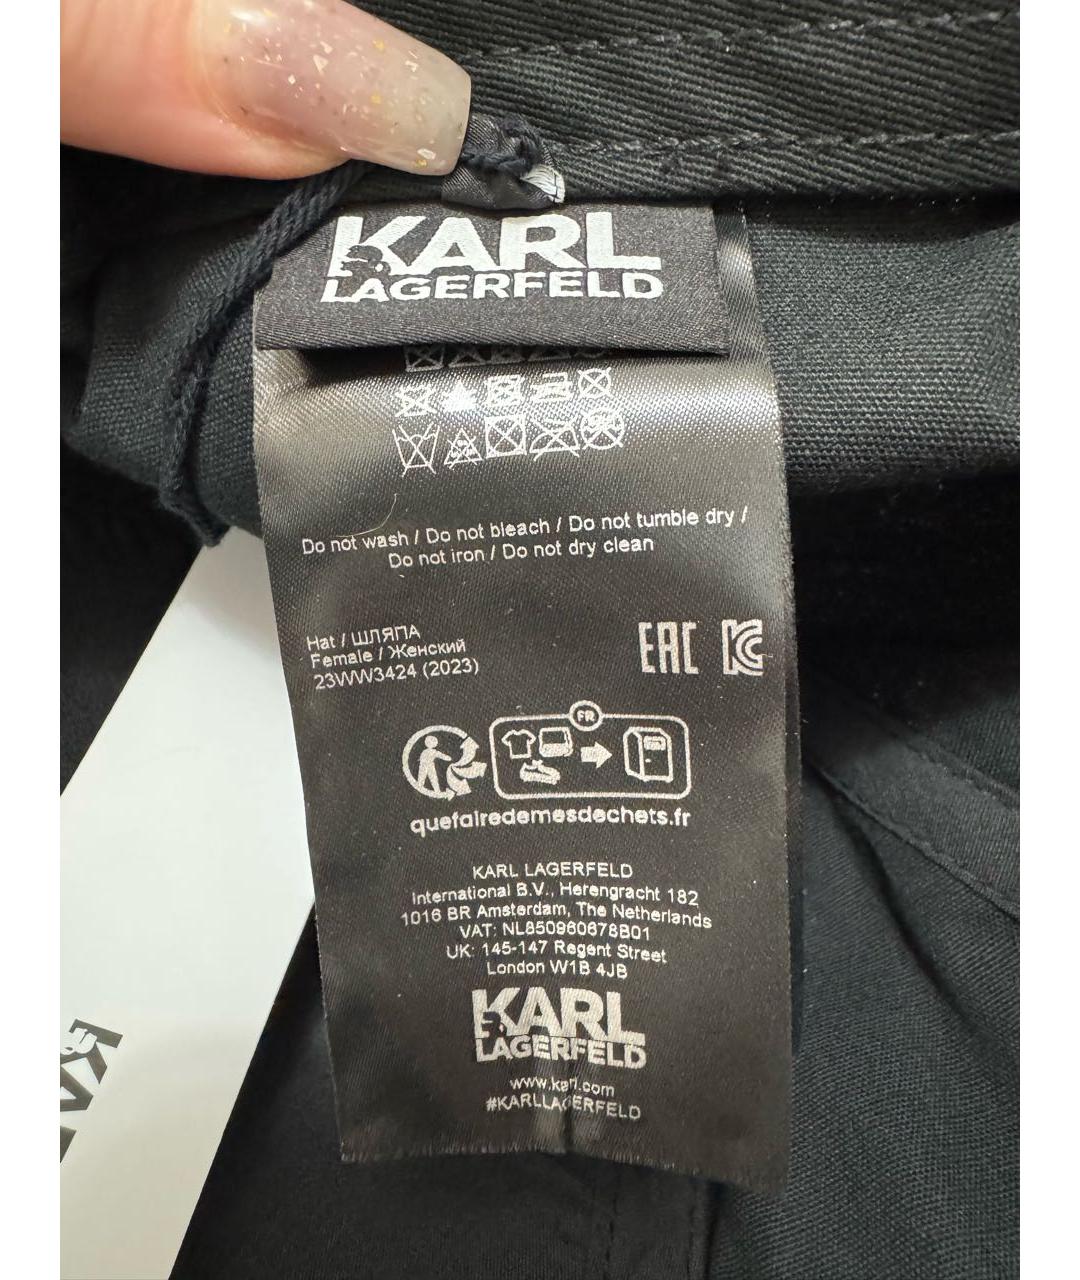 KARL
LAGERFELD
Do not wash / Do not bleach / Do not tumble dry /
Do not iron / Do not dry clean
Hat / ШЛЯПА
Female / Женский
23WW3424 (2023)
EAC
FR
quefairedemesdechets.fr
KARL LAGERFELD
International B.V., Herengracht 182
1016 BR Amsterdam, The Netherlands
VAT: NL850960678B01
UK: 145-147 Regent Street
London W1B 4JB
KARL
LAGERFELD
www.karl.com
#KARLLAGERFELD